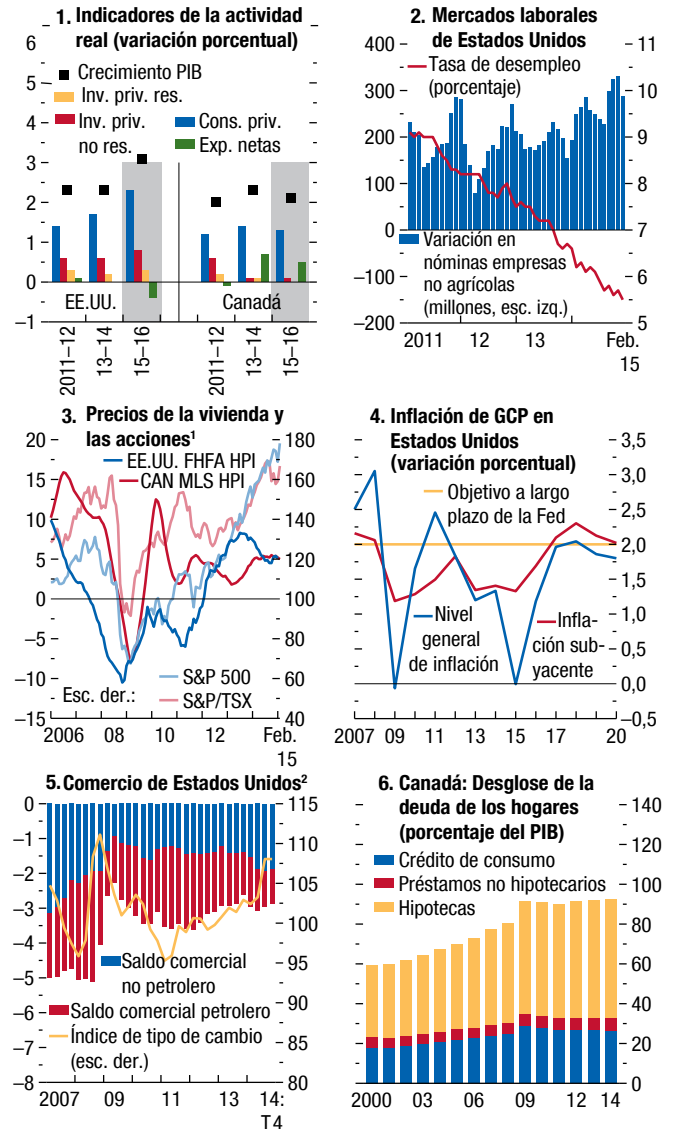 1. Indicadores de la actividad
real (variación porcentual)
6
5
4
3
2
1
0
–1
Crecimiento PIB
Inv. priv. res.
Inv. priv.
no res.
Cons. priv.
Exp. netas
EE.UU.
Canadá
2011–12
13–14
15–16
2011–12
13–14
15–16
2. Mercados laborales
de Estados Unidos
400
300
200
100
0
–100
–200
11
10
9
8
7
6
5
Tasa de desempleo
(porcentaje)
Variación en
nóminas empresas
no agrícolas
(millones, esc. izq.)
2011 12 13 Feb.
15
3. Precios de la vivienda y
las acciones¹
20
15
10
5
0
–5
–10
–15
180
160
140
120
100
80
60
40
EE.UU. FHFA HPI
CAN MLS HPI
Esc. der.:
S&P 500
S&P/TSX
2006 08 10 12 Feb.
15
4. Inflación de GCP en
Estados Unidos
(variación porcentual)
3,5
3,0
2,5
2,0
1,5
1,0
0,5
0,0
–0,5
Objetivo a largo
plazo de la Fed
Nivel
general
de inflación
Infla-
ción sub-
yacente
2007 09 11 13 15 17 20
5. Comercio de Estados Unidos²
0
–1
–2
–3
–4
–5
–6
–7
–8
115
110
105
100
95
90
85
80
Saldo comercial
no petrolero
Saldo comercial petrolero
Índice de tipo de cambio
(esc. der.)
2007 09 11 13 14:
T4
6. Canadá: Desglose de la
deuda de los hogares
(porcentaje del PIB)
140
120
100
80
60
40
20
0
Crédito de consumo
Préstamos no hipotecarios
Hipotecas
2000 03 06 09 12 14